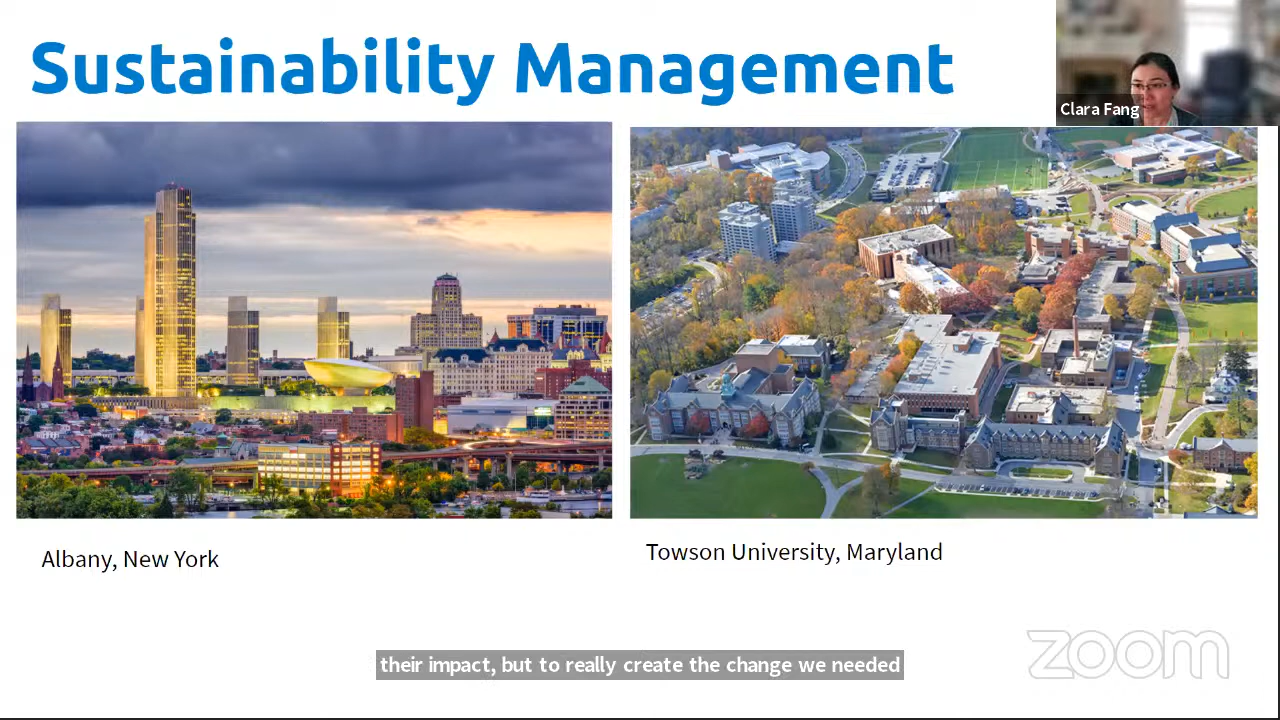 Sustainability Management
Clara Fang
Albany, New York
Towson University, Maryland
their impact, but to really create the change we needed
zoom